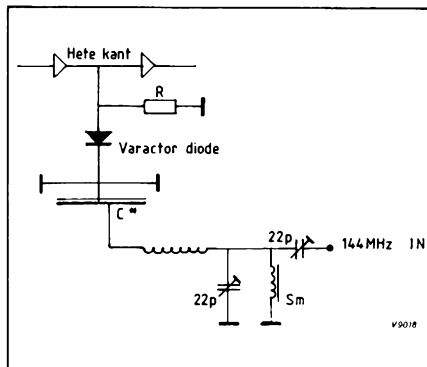 Hete kant
R
Varactor diode
C*
22p
144MHz IN
22p
Sm
V9018